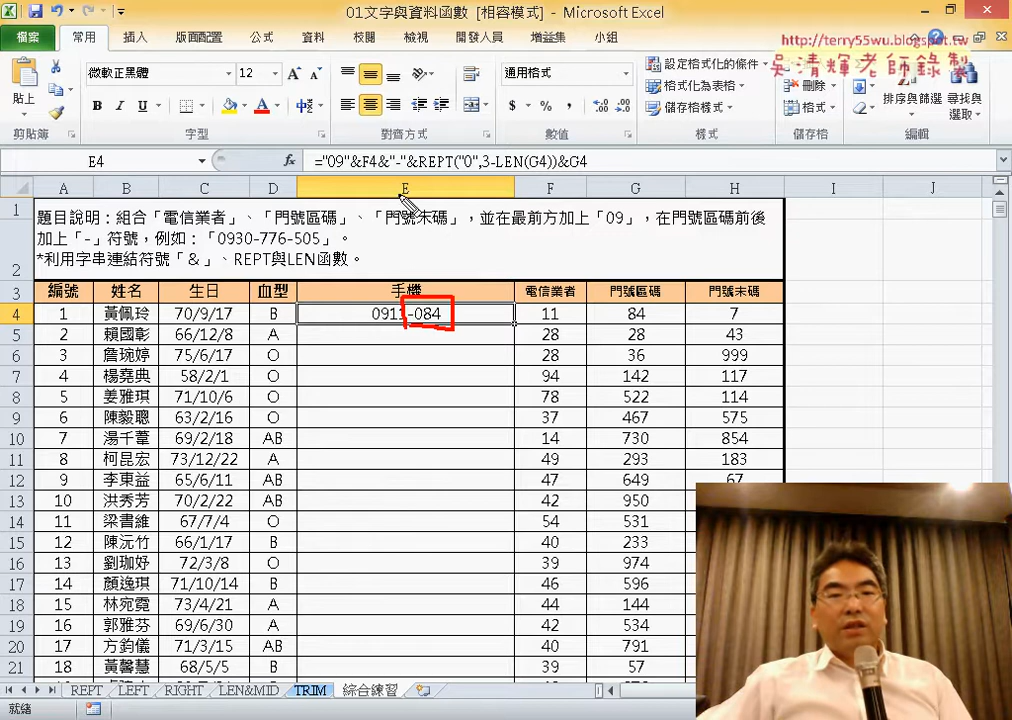 01文字與資料函數 [相容模式] - Microsoft Excel
檔案 常用 插入 版面配置 公式 資料 校閱 檢視 開發人員 增益集 小組
http://terry55wu.blogspot.tw
吳清輝老師錄製
貼上 微軟正黑體 12 通用格式 設定格式化的條件
格式化為表格 刪除 排序與篩選 尋找與選取
儲存格樣式 格式
剪貼簿 字型 對齊方式 數值 樣式 儲存格 編輯
E4 fx ="09"&F4&"-"&REPT("0",3-LEN(G4))&G4
A B C D E F G H I J
1 題目說明：組合「電信業者」、「門號區碼」、「門號末碼」，並在最前方加上「09」，在門號區碼前後
加上「-」符號，例如：「0930-776-505」。
2 *利用字串連結符號「&」、REPT與LEN函數。
3 編號 姓名 生日 血型 手機 電信業者 門號區碼 門號末碼
4 1 黃佩玲 70/9/17 B 0911-084 11 84 7
5 2 賴國彰 66/12/8 A 28 28 43
6 3 詹琬婷 75/6/17 O 28 36 999
7 4 楊堯典 58/2/1 O 94 142 117
8 5 姜雅琪 71/10/6 O 78 522 114
9 6 陳毅聰 63/2/16 O 37 467 575
10 7 湯千葦 69/2/18 AB 14 730 854
11 8 柯昆宏 73/12/22 A 49 293 183
12 9 李東益 65/6/11 AB 47 649 67
13 10 洪秀芳 70/2/22 AB 42 950
14 11 梁書維 67/7/4 O 54 531
15 12 陳沅竹 66/1/17 B 40 233
16 13 劉珈妤 72/3/8 O 39 974
17 14 顏逸琪 71/10/14 B 46 596
18 15 林宛霓 73/4/21 A 44 144
19 16 郭雅芬 69/6/30 A 42 534
20 17 方鈞儀 71/3/15 AB 40 791
21 18 黃馨慧 68/5/5 B 39 57
REPT LEFT RIGHT LEN&MID TRIM 綜合練習
就緒